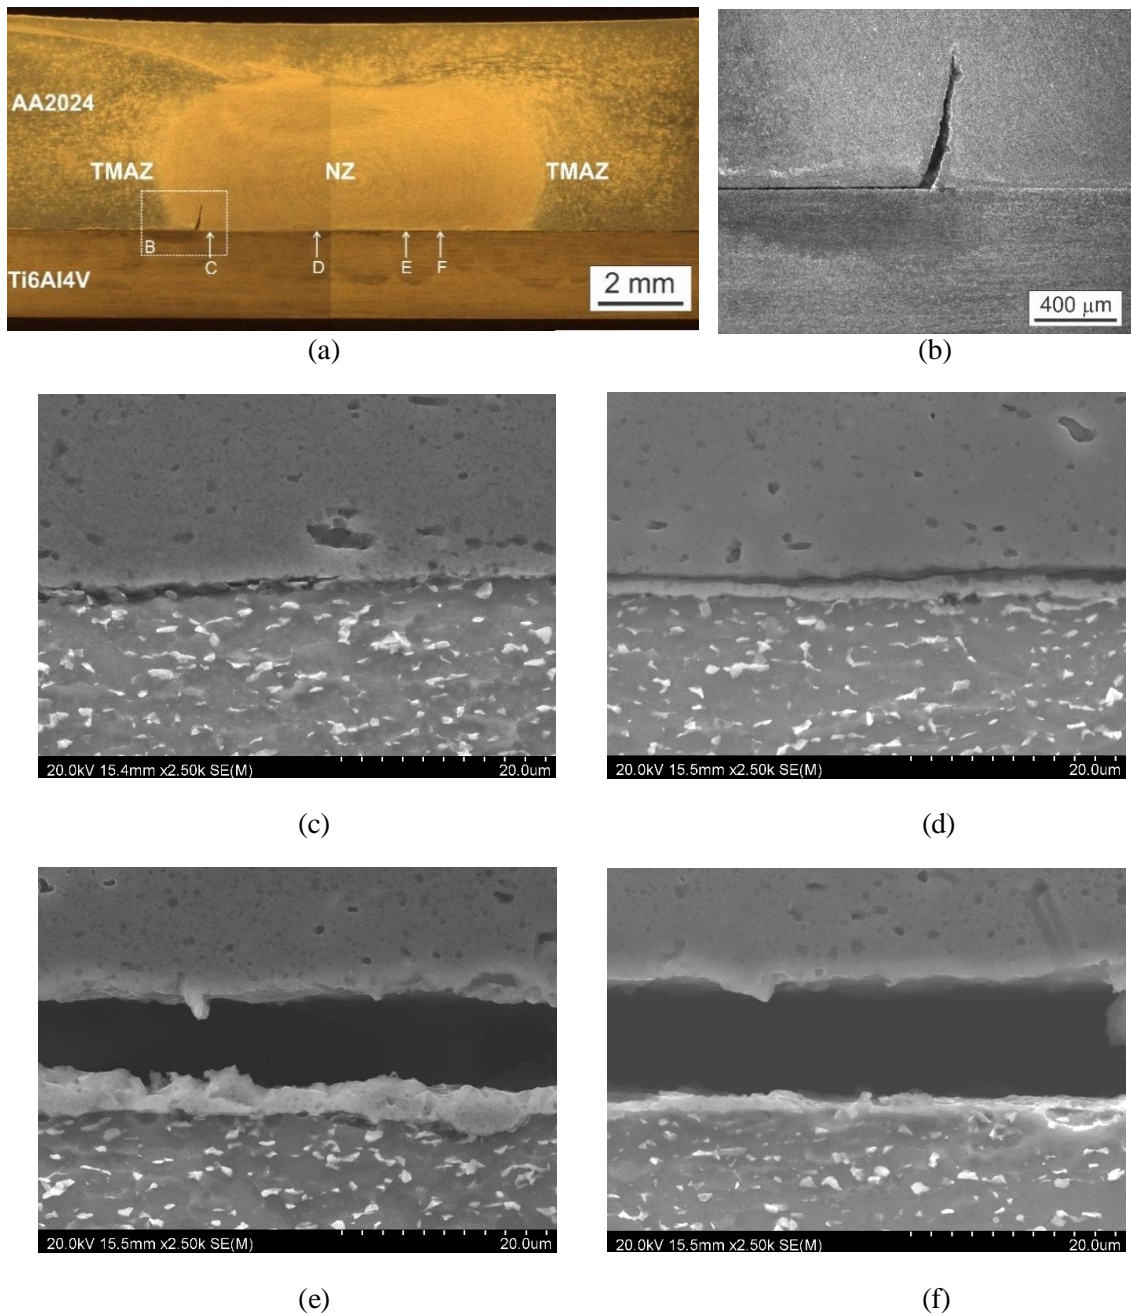 AA2024
TMAZ NZ TMAZ
B
C D E F
Ti6Al4V
2 mm
400 µm
(a) (b)
20.0kV 15.4mm x2.50k SE(M) 20.0um
20.0kV 15.5mm x2.50k SE(M) 20.0um
(c) (d)
20.0kV 15.5mm x2.50k SE(M) 20.0um
20.0kV 15.5mm x2.50k SE(M) 20.0um
(e) (f)